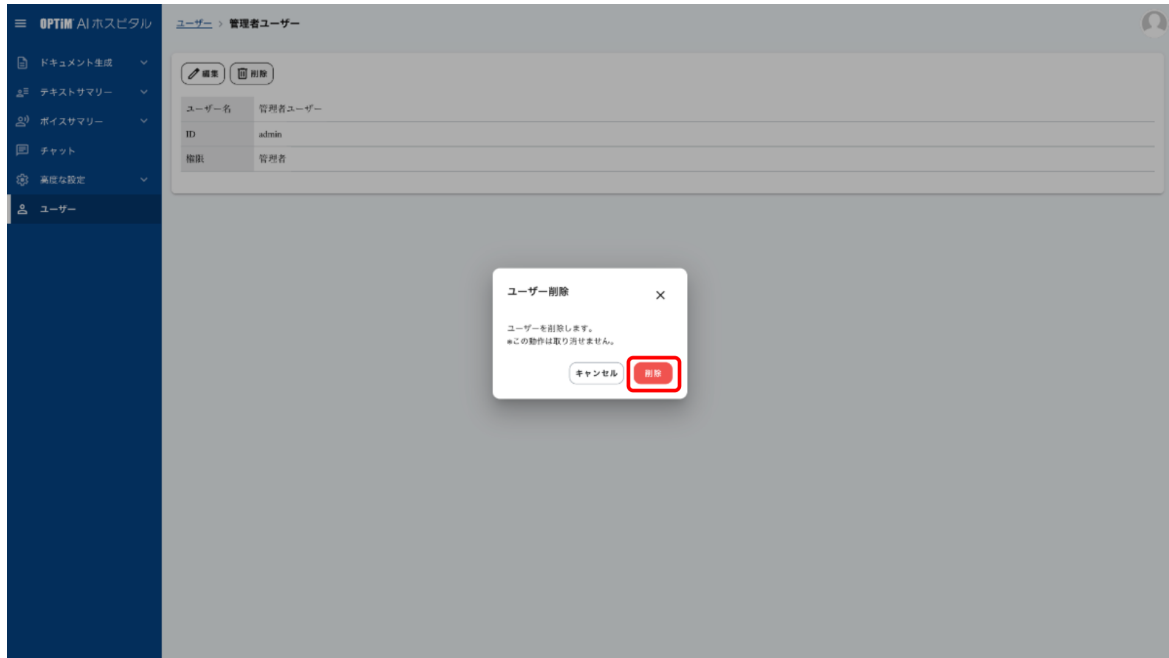 OPTiM AI ホスピタル
ユーザー > 管理者ユーザー
ドキュメント生成
テキストサマリー
ボイスサマリー
チャット
高度な設定
ユーザー
編集 削除
ユーザー名 管理者ユーザー
ID admin
権限 管理者
ユーザー削除
ユーザーを削除します。
※この動作は取り消せません。
キャンセル 削除